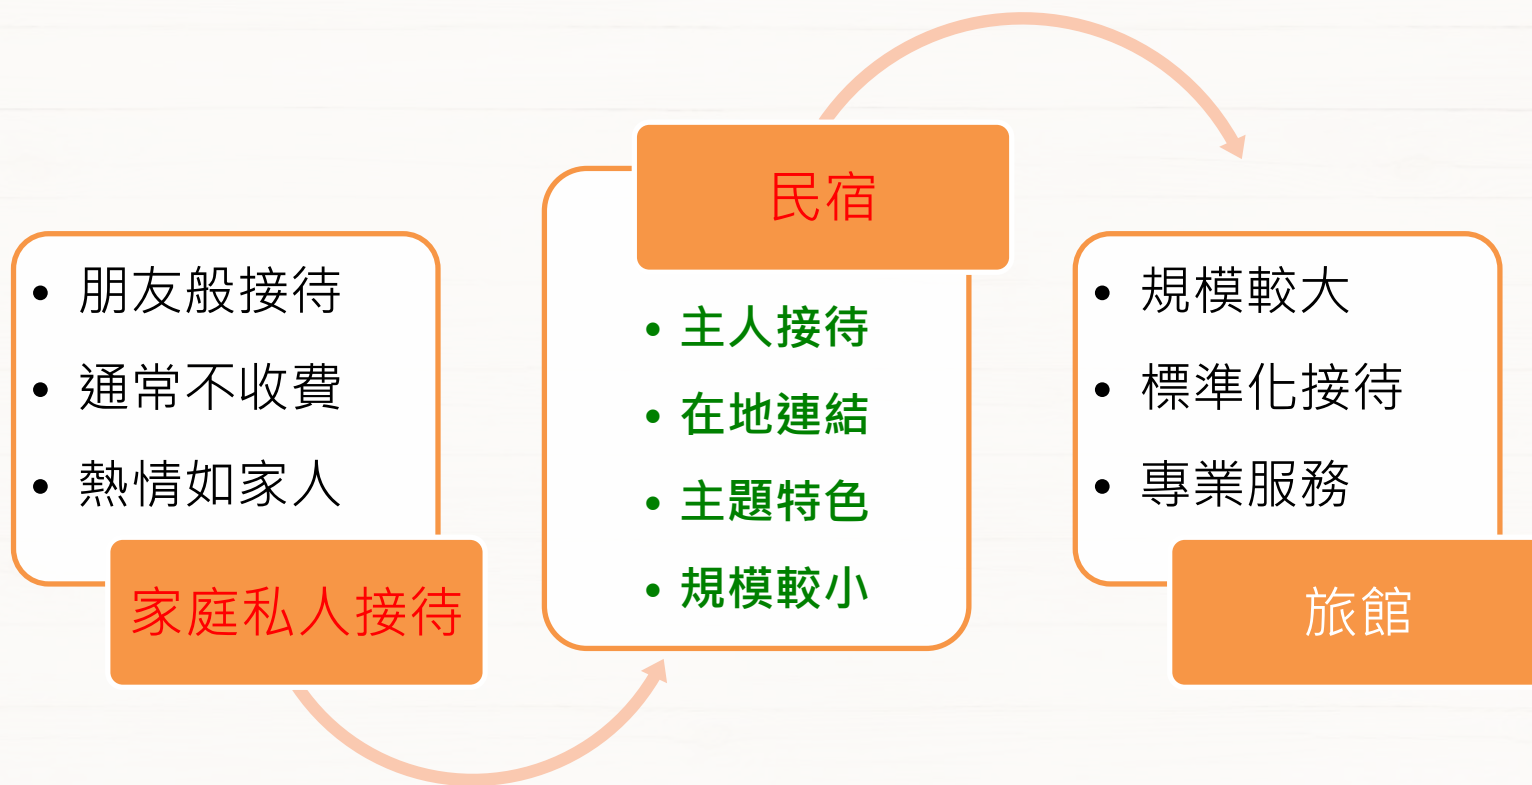 • 朋友般接待
• 通常不收費
• 熱情如家人
家庭私人接待
民宿
• 主人接待
• 在地連結
• 主題特色
• 規模較小
• 規模較大
• 標準化接待
• 專業服務
旅館